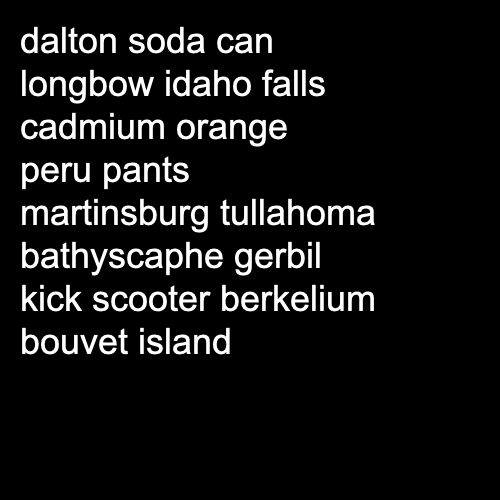 dalton soda can
longbow idaho falls
cadmium orange
peru pants
martinsburg tullahoma
bathyscaphe gerbil
kick scooter berkelium
bouvet island